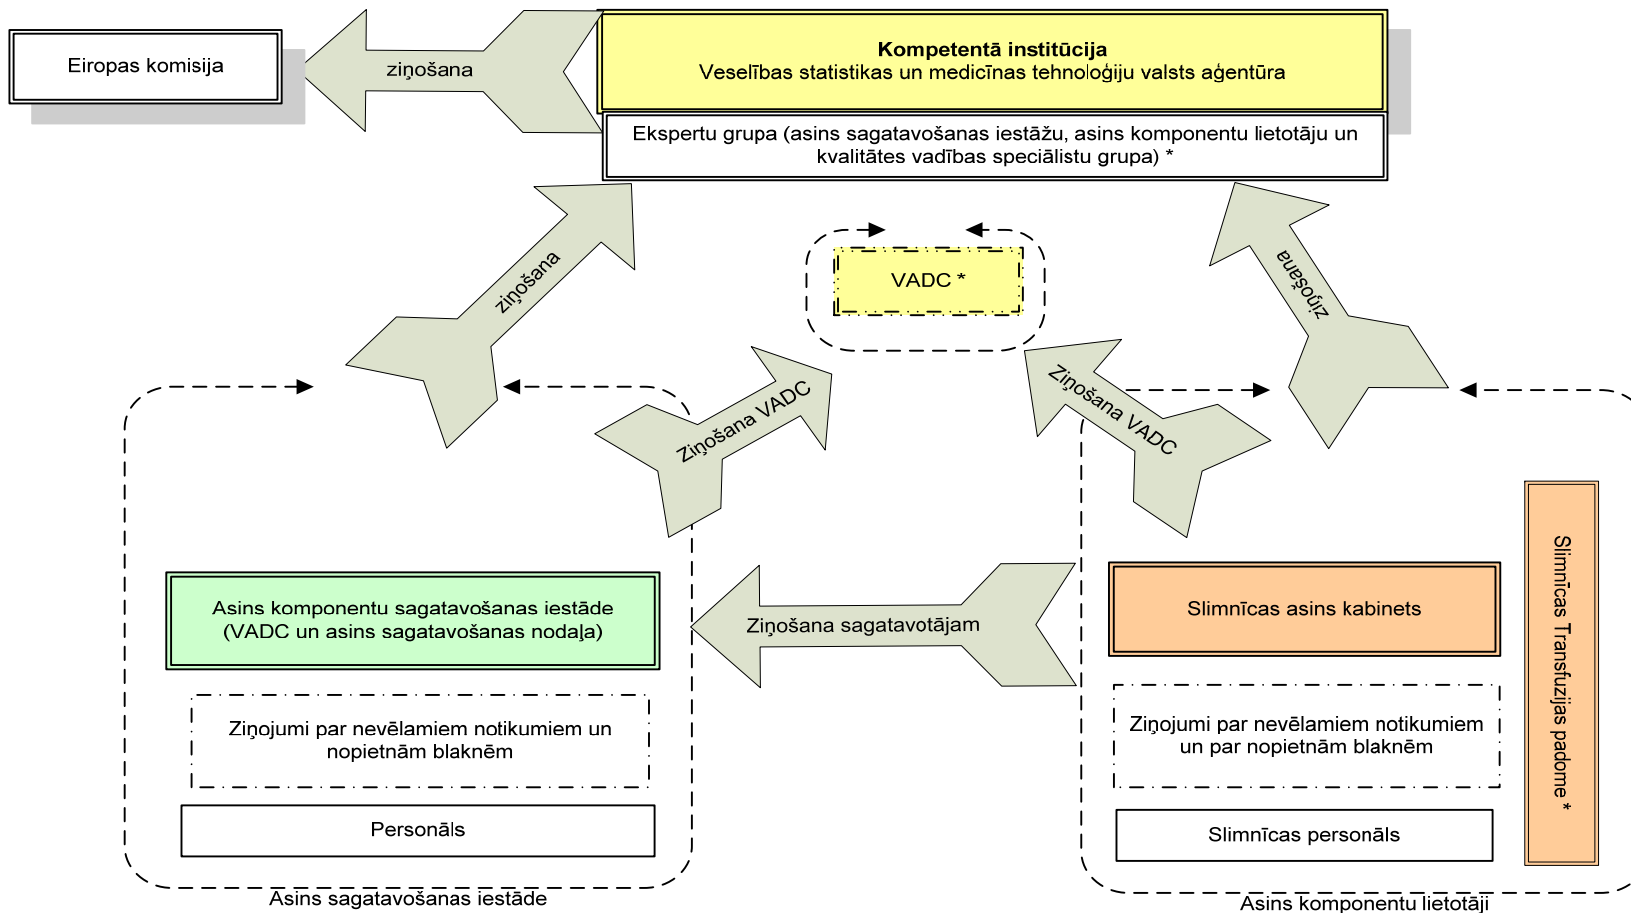 Eiropas komisija
ziņošana
Kompetentā institūcija
Veselības statistikas un medicīnas tehnoloģiju valsts aģentūra
Ekspertu grupa (asins sagatavošanas iestāžu, asins komponentu lietotāju un
kvalitātes vadības speciālistu grupa) *
ziņošana
VADC *
ziņošana
Ziņošana VADC
Ziņošana VADC
Asins komponentu sagatavošanas iestāde
(VADC un asins sagatavošanas nodaļa)
Ziņošana sagatavotājam
Slimnīcas asins kabinets
Slimnīcas Transfuzijas padome *
Ziņojumi par nevēlamiem notikumiem un
nopietnām blaknēm
Ziņojumi par nevēlamiem notikumiem
un par nopietnām blaknēm
Personāls
Slimnīcas personāls
Asins sagatavošanas iestāde
Asins komponentu lietotāji